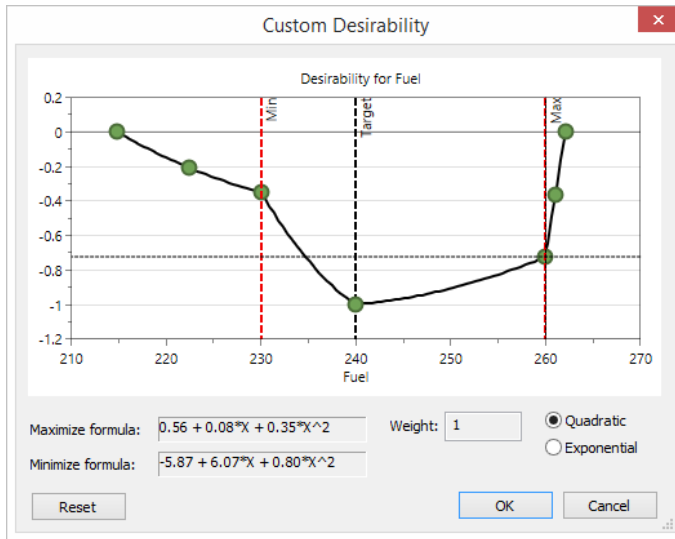 Custom Desirability
Desirability for Fuel
0.2
0
-0.2
-0.4
-0.6
-0.8
-1
-1.2
Min
Target
Max
210
220
230
240
250
260
270
Fuel
Maximize formula: 0.56 + 0.08*X + 0.35*X^2
Weight: 1
Quadratic
Exponential
Minimize formula: -5.87 + 6.07*X + 0.80*X^2
Reset
OK
Cancel